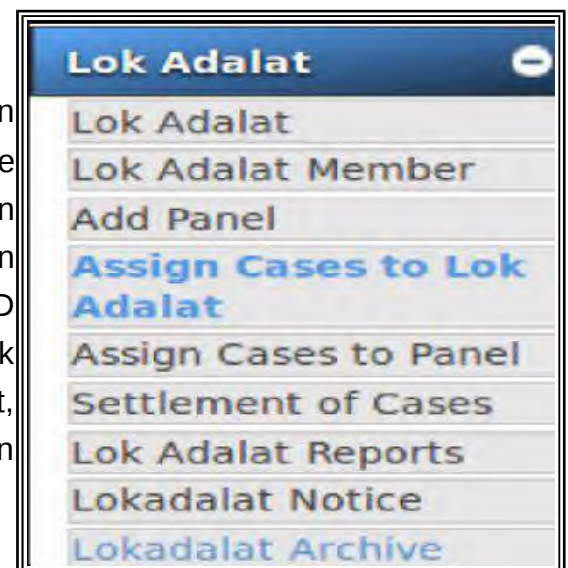 Lok Adalat
Lok Adalat
Lok Adalat Member
Add Panel
Assign Cases to Lok
Adalat
Assign Cases to Panel
Settlement of Cases
Lok Adalat Reports
Lokadalat Notice
Lokadalat Archive